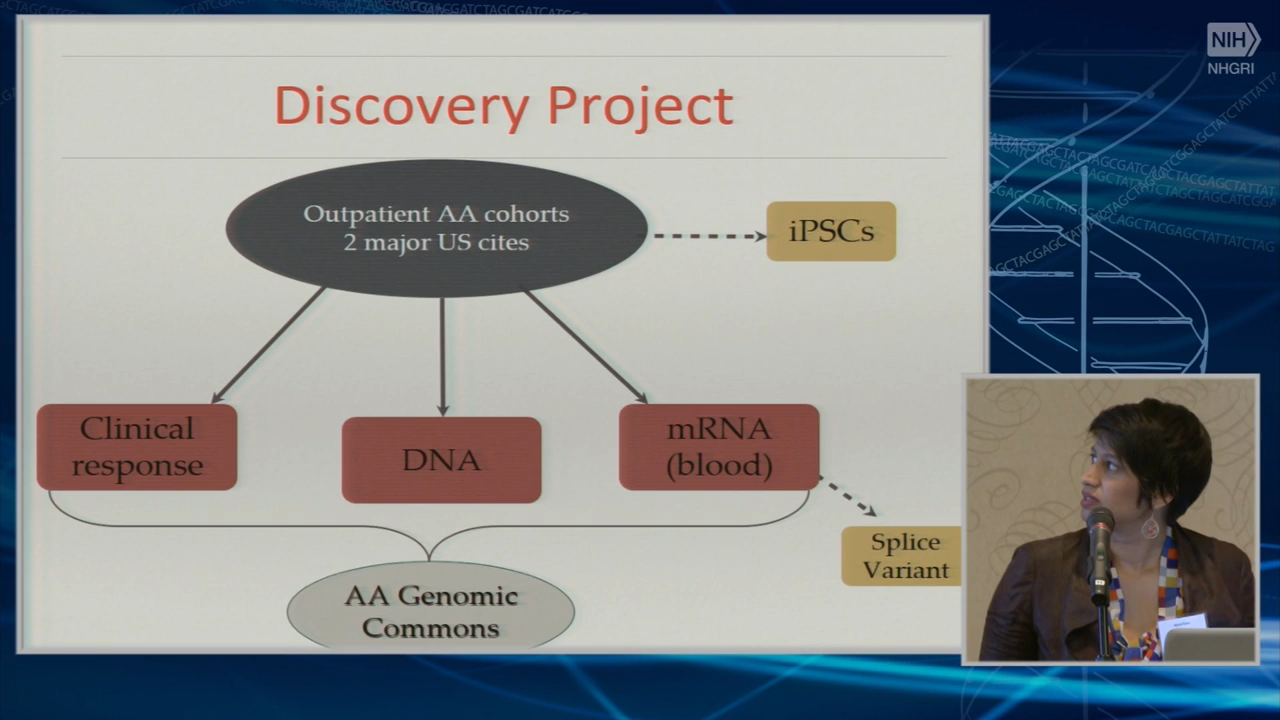 Discovery Project
Outpatient AA cohorts
2 major US cites
iPSCs
Clinical
response
DNA
mRNA
(blood)
Splice
Variant
AA Genomic
Commons
NIH
NHGRI